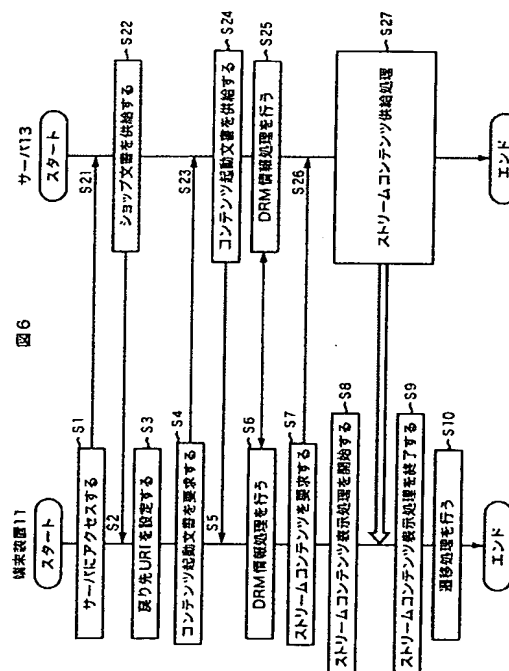 図6
端末装置11
スタート
サーバにアクセスする
S1
S2
戻り先URIを設定する
S3
コンテンツ起動文書を要求する
S4
S5
DRM情報処理を行う
S6
ストリームコンテンツを要求する
S7
ストリームコンテンツ表示処理を開始する
S8
ストリームコンテンツ表示処理を終了する
S9
遷移処理を行う
S10
エンド
サーバ13
スタート
S21
ショップ文書を供給する
S22
S23
コンテンツ起動文書を供給する
S24
DRM情報処理を行う
S25
S26
ストリームコンテンツ供給処理
S27
エンド